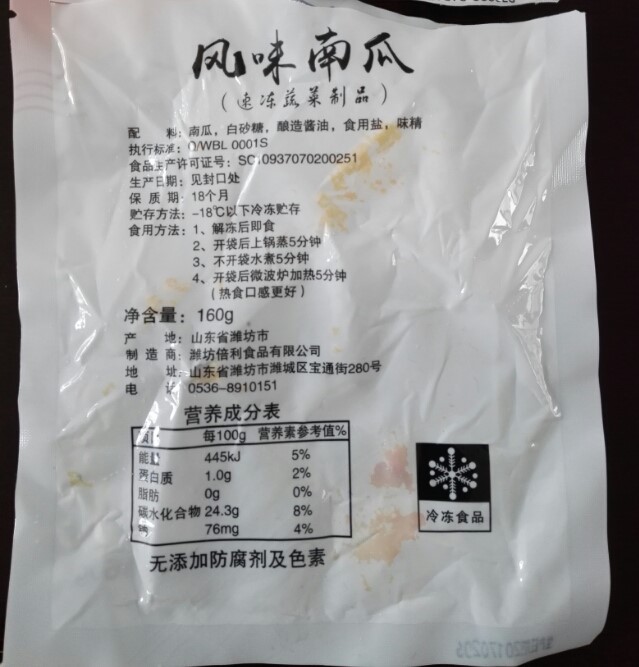 风味南瓜
（速冻蔬菜制品）
配 料：南瓜，白砂糖，酿造酱油，食用盐，味精
执行标准：Q/WBL 0001S
食品生产许可证号：SC10937070200251
生产日期：见封口处
保 质 期：18个月
贮存方法：-18℃以下冷冻贮存
食用方法：1、解冻后即食
2、开袋后上锅蒸5分钟
3、不开袋水煮5分钟
4、开袋后微波炉加热5分钟
（热食口感更好）
净含量：160g
产 地：山东省潍坊市
制 造 商：潍坊倍利食品有限公司
地 址：山东省潍坊市潍城区宝通街280号
电 话 0536-8910151
营养成分表
项目 每100g 营养素参考值%
能量 445kJ 5%
蛋白质 1.0g 2%
脂肪 0g 0%
碳水化合物 24.3g 8%
钠 76mg 4%
冷冻食品
无添加防腐剂及色素